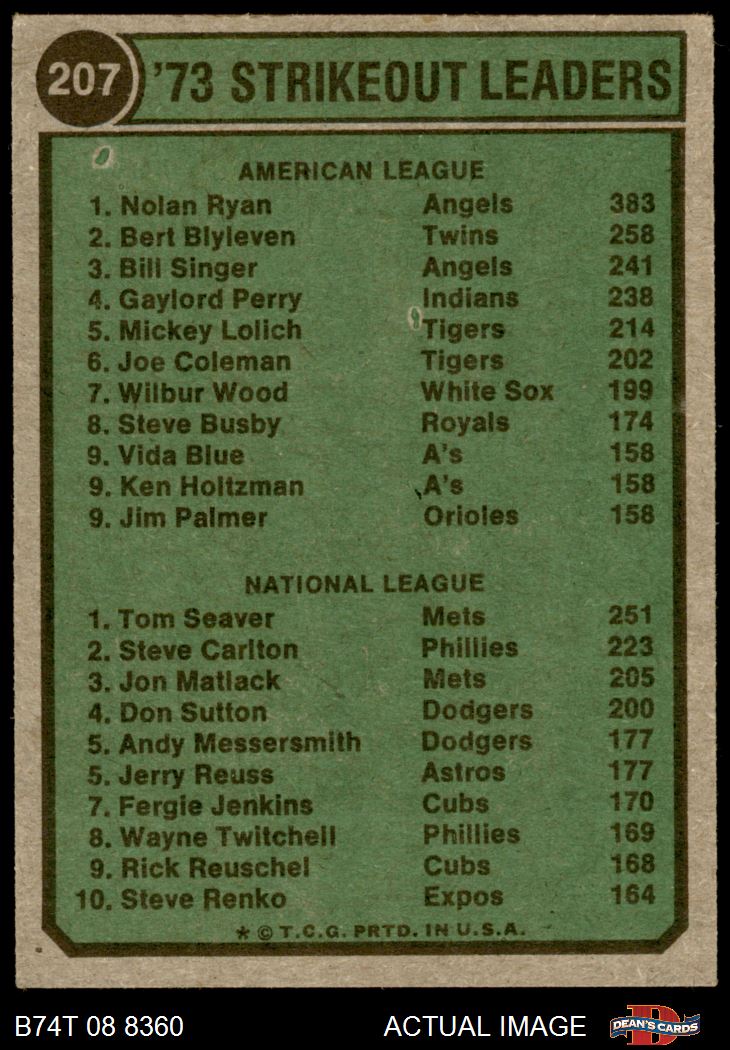 207 '73 STRIKEOUT LEADERS
AMERICAN LEAGUE
1. Nolan Ryan Angels 383
2. Bert Blyleven Twins 258
3. Bill Singer Angels 241
4. Gaylord Perry Indians 238
5. Mickey Lolich Tigers 214
6. Joe Coleman Tigers 202
7. Wilbur Wood White Sox 199
8. Steve Busby Royals 174
9. Vida Blue A's 158
9. Ken Holtzman A's 158
9. Jim Palmer Orioles 158
NATIONAL LEAGUE
1. Tom Seaver Mets 251
2. Steve Carlton Phillies 223
3. Jon Matlack Mets 205
4. Don Sutton Dodgers 200
5. Andy Messersmith Dodgers 177
5. Jerry Reuss Astros 177
7. Fergie Jenkins Cubs 170
8. Wayne Twitchell Phillies 169
9. Rick Reuschel Cubs 168
10. Steve Renko Expos 164
* © T.C.G. PRTD. IN U.S.A.
B74T 08 8360 ACTUAL IMAGE D DEAN'S CARDS